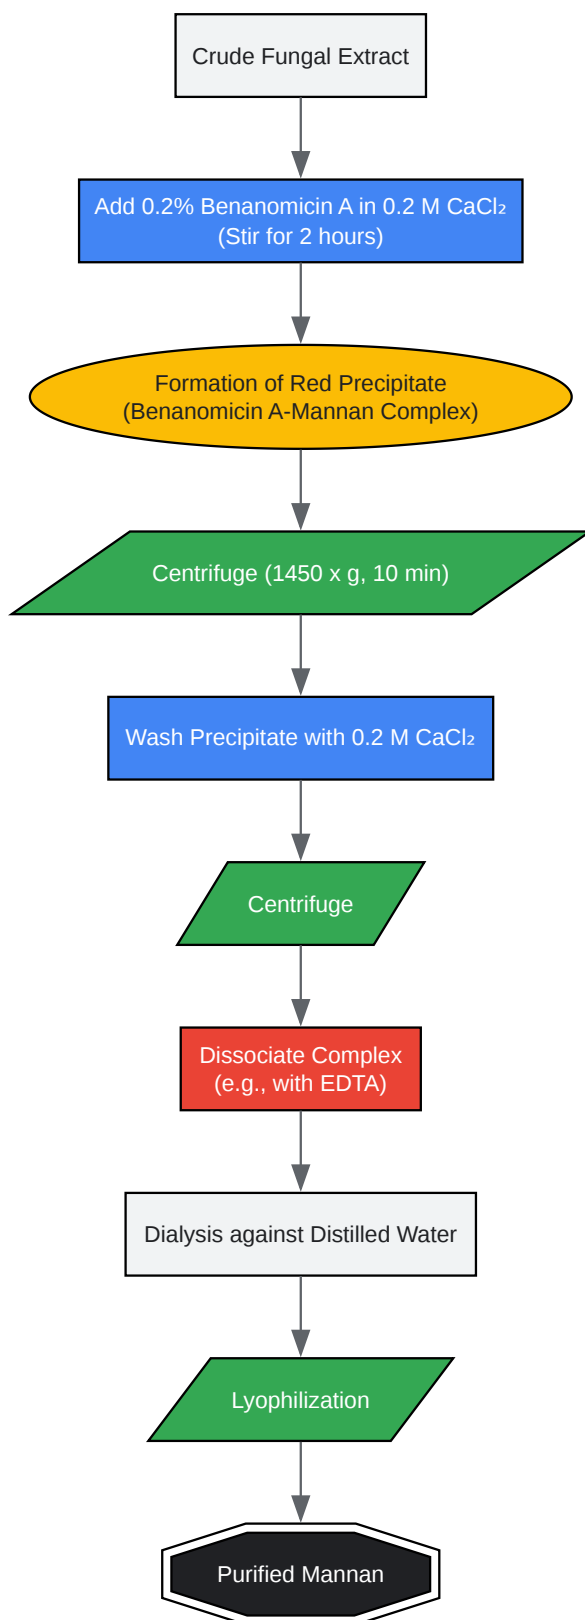 Crude Fungal Extract
Add 0.2% Benanomicin A in 0.2 M CaCl₂
(Stir for 2 hours)
Formation of Red Precipitate
(Benanomicin A-Mannan Complex)
Centrifuge (1450 x g, 10 min)
Wash Precipitate with 0.2 M CaCl₂
Centrifuge
Dissociate Complex
(e.g., with EDTA)
Dialysis against Distilled Water
Lyophilization
Purified Mannan